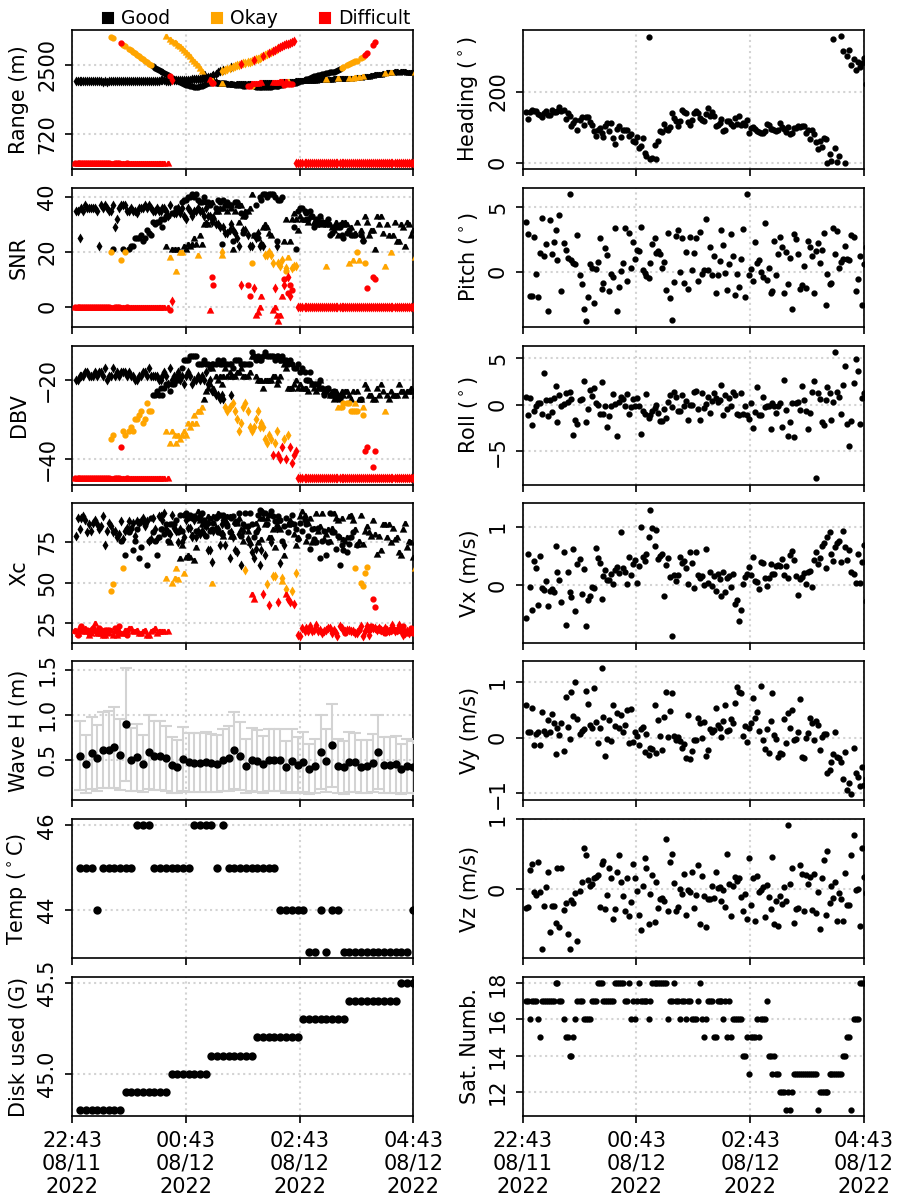 Good Okay Difficult
Range (m)
2500
720
Heading (°)
200
0
SNR
40
20
0
Pitch (°)
5
0
DBV
−20
−40
Roll (°)
5
0
−5
Xc
75
50
25
Vx (m/s)
1
0
Wave H (m)
1.5
1.0
0.5
Vy (m/s)
1
0
−1
Temp (°C)
46
44
Vz (m/s)
1
0
Disk used (G)
45.5
45.0
Sat. Numb.
18
16
14
12
22:43 00:43 02:43 04:43
08/11 08/12 08/12 08/12
2022 2022 2022 2022
22:43 00:43 02:43 04:43
08/11 08/12 08/12 08/12
2022 2022 2022 2022